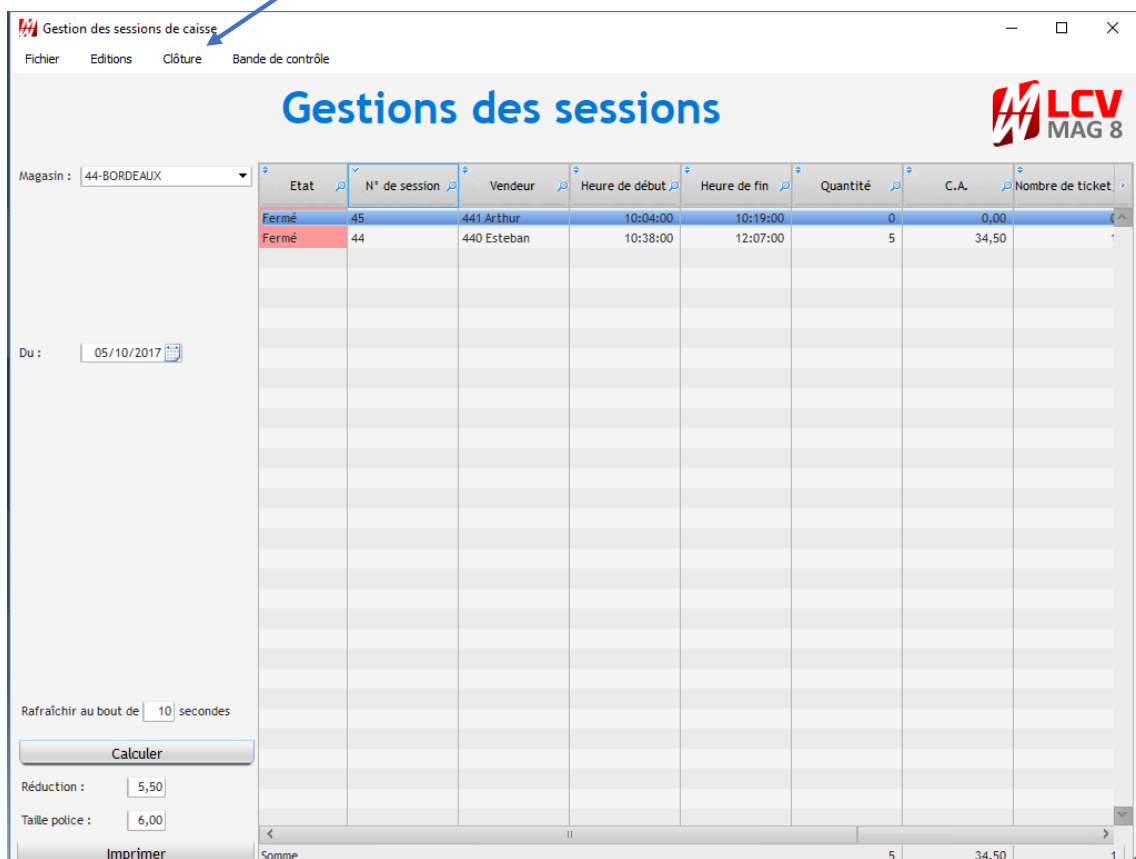 Gestion des sessions de caisse
Fichier Editions Clôture Bande de contrôle
Gestions des sessions
LCV
MAG 8
Magasin : 44-BORDEAUX
Etat N° de session Vendeur Heure de début Heure de fin Quantité C.A. Nombre de ticket
Fermé 45 441 Arthur 10:04:00 10:19:00 0 0,00
Fermé 44 440 Esteban 10:38:00 12:07:00 5 34,50 1
Du : 05/10/2017
Rafraîchir au bout de 10 secondes
Calculer
Réduction : 5,50
Taille police : 6,00
Imprimer
Somme 5 34,50 1